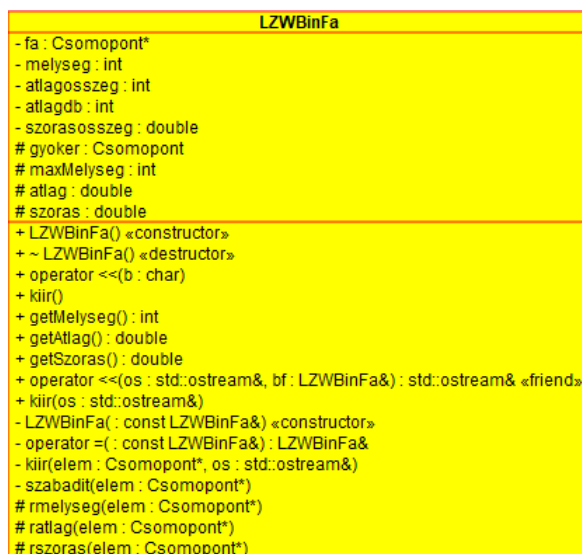 LZWBinFa
- fa : Csomopont*
- melyseg : int
- atlagosszeg : int
- atlagdb : int
- szorasosszeg : double
# gyoker : Csomopont
# maxMelyseg : int
# atlag : double
# szoras : double
+ LZWBinFa() «constructor»
+ ~ LZWBinFa() «destructor»
+ operator <<(b : char)
+ kiir()
+ getMelyseg() : int
+ getAtlag() : double
+ getSzoras() : double
+ operator <<(os : std::ostream&, bf : LZWBinFa&) : std::ostream& «friend»
+ kiir(os : std::ostream&)
- LZWBinFa( : const LZWBinFa&) «constructor»
- operator =( : const LZWBinFa&) : LZWBinFa&
- kiir(elem : Csomopont*, os : std::ostream&)
- szabadit(elem : Csomopont*)
# rmelyseg(elem : Csomopont*)
# ratlag(elem : Csomopont*)
# rszoras(elem : Csomopont*)